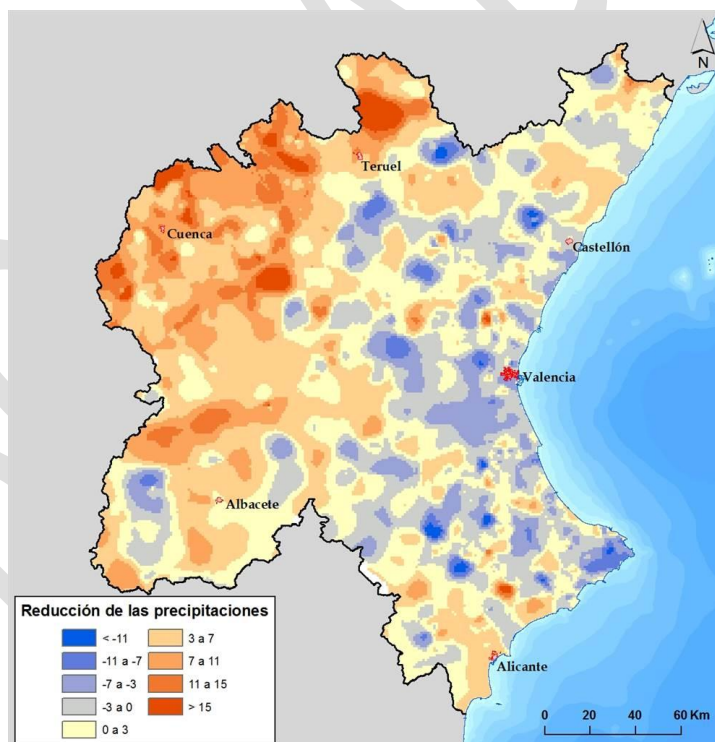 N
Teruel
Cuenca
Castellón
Valencia
Albacete
Alicante
Reducción de las precipitaciones
< -11
-11 a -7
-7 a -3
-3 a 0
0 a 3
3 a 7
7 a 11
11 a 15
> 15
0 20 40 60 Km